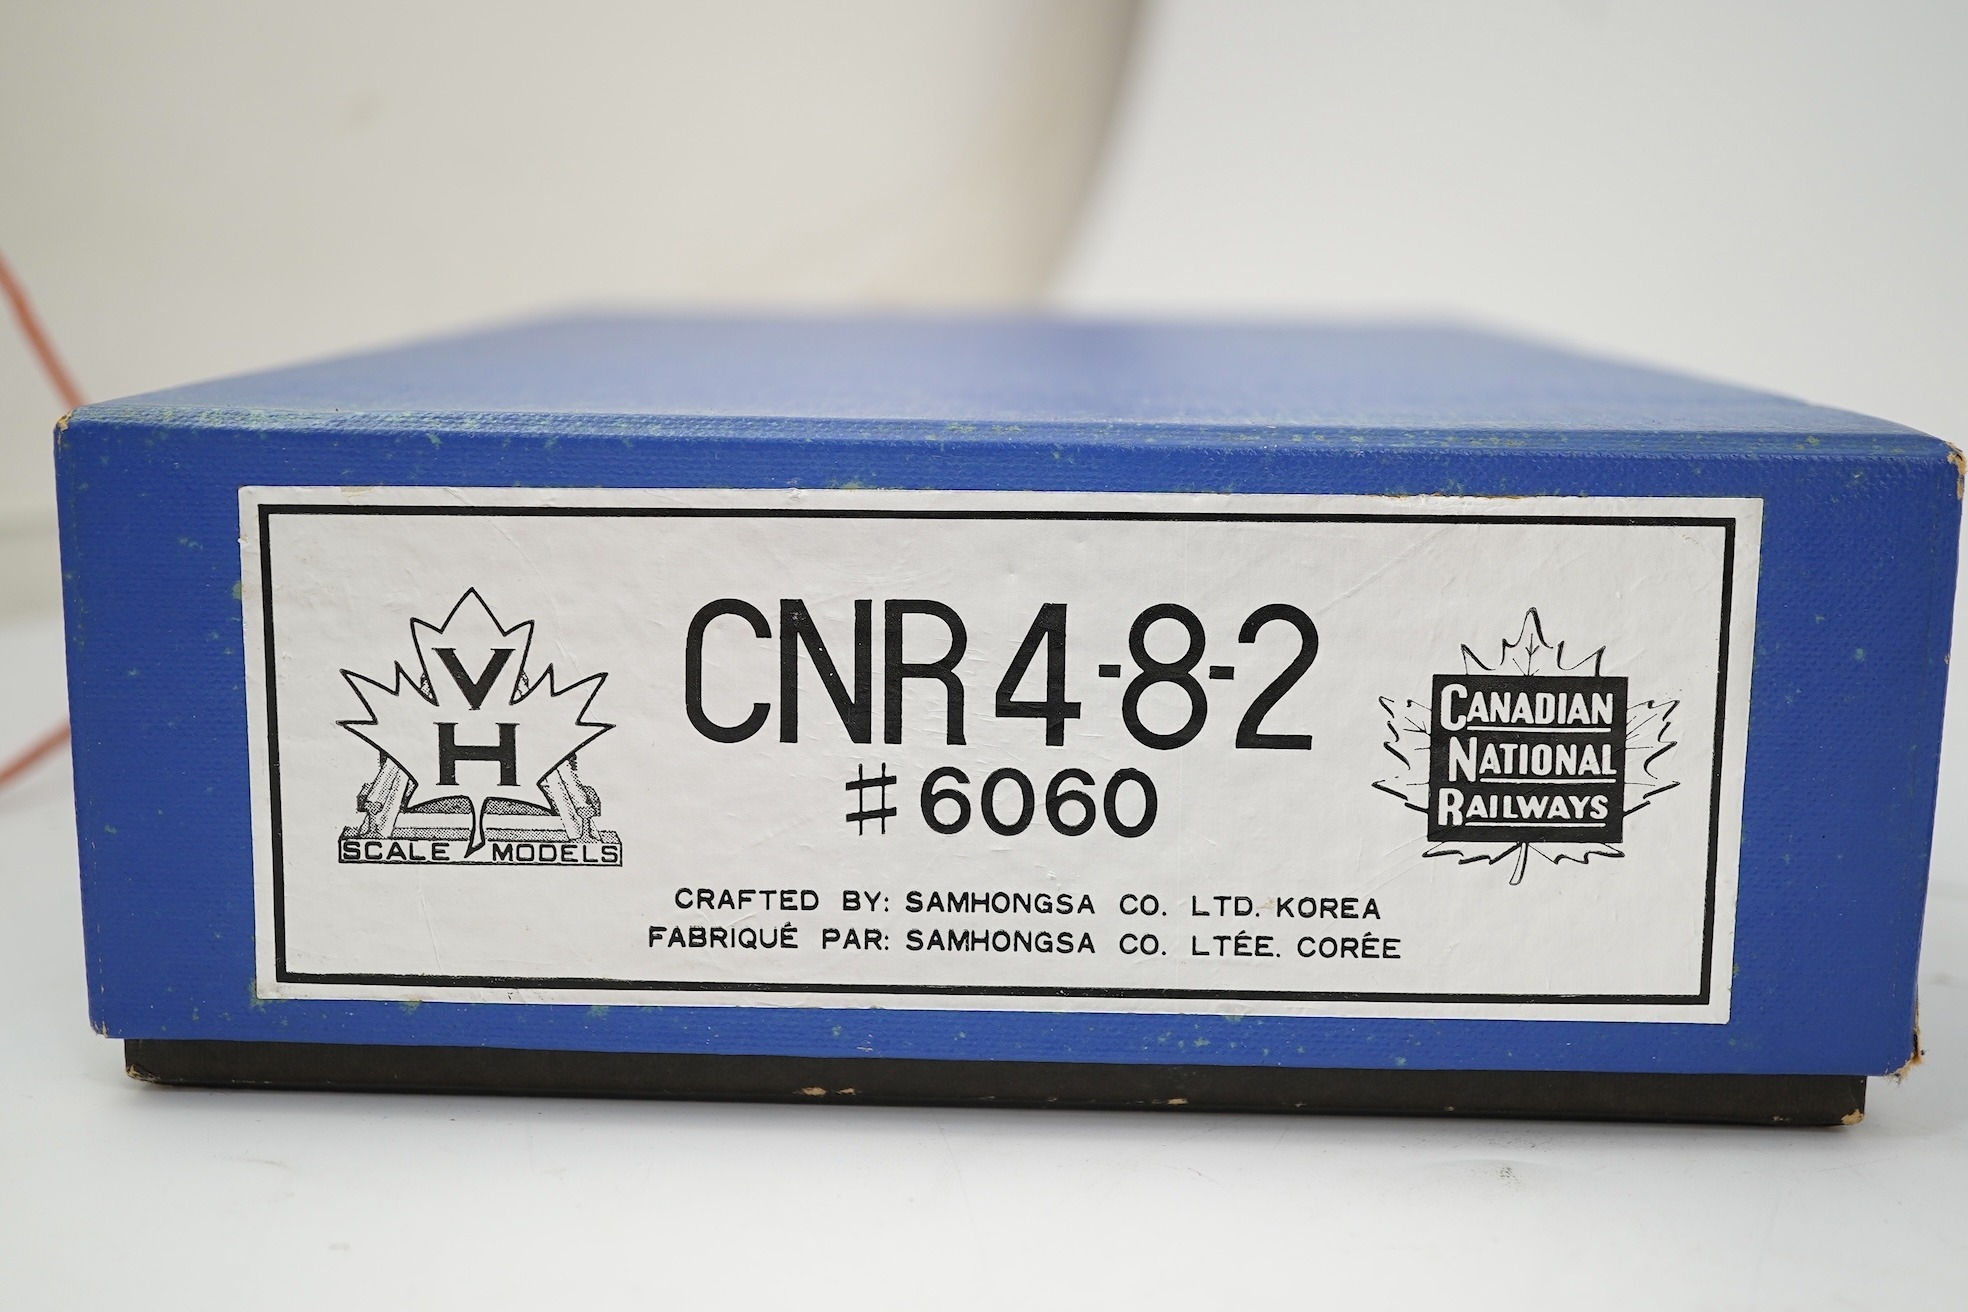 V
H
SCALE MODELS
CNR 4-8-2
#6060
CANADIAN
NATIONAL
RAILWAYS
CRAFTED BY: SAMHONGSA CO. LTD. KOREA
FABRIQUÉ PAR: SAMHONGSA CO. LTÉE. CORÉE